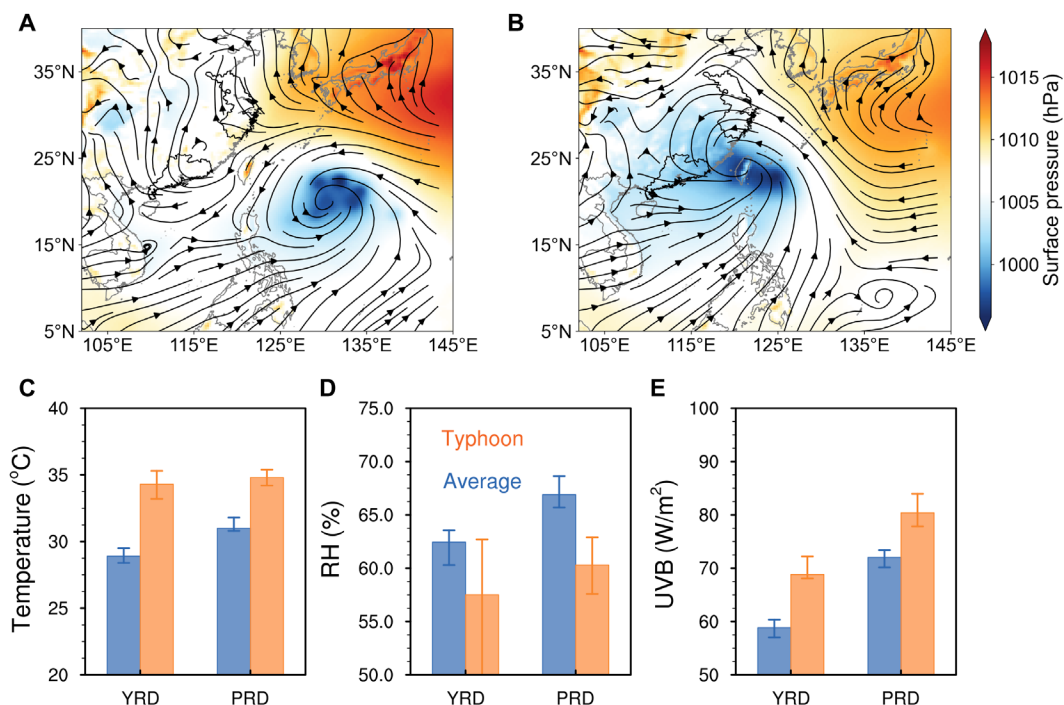 A
B
35°N
25°N
15°N
5°N
105°E 115°E 125°E 135°E 145°E
35°N
25°N
15°N
5°N
105°E 115°E 125°E 135°E 145°E
1015
1010
1005
1000
Surface pressure (hPa)
C
40
35
30
25
20
Temperature (°C)
YRD PRD
D
75.0
70.0
65.0
60.0
55.0
50.0
RH (%)
Typhoon
Average
YRD PRD
E
100
90
80
70
60
50
UVB (W/m²)
YRD PRD